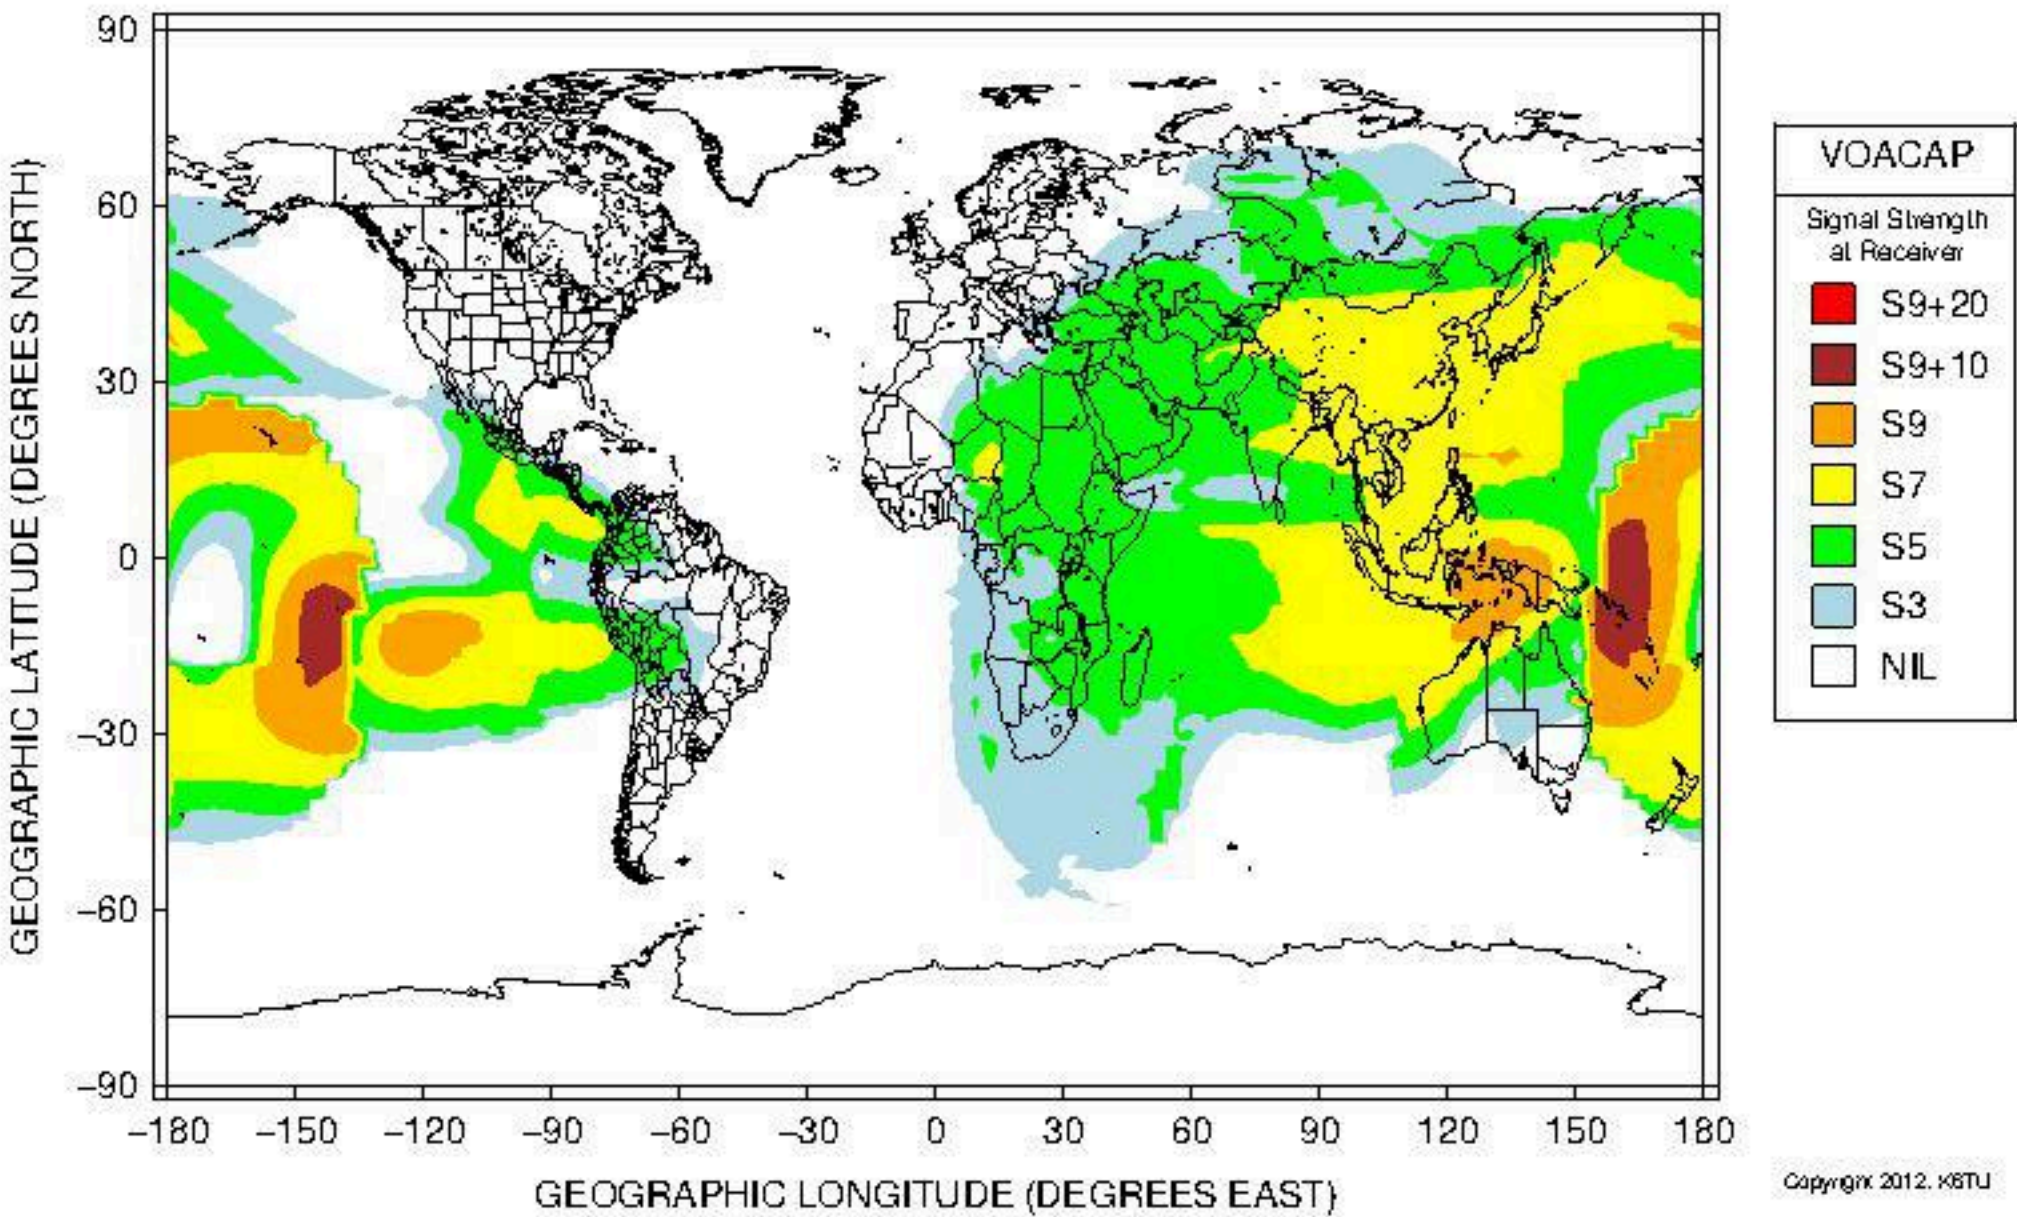 90
60
30
0
−30
−60
−90
GEOGRAPHIC LATITUDE (DEGREES NORTH)
−180 −150 −120 −90 −60 −30 0 30 60 90 120 150 180
GEOGRAPHIC LONGITUDE (DEGREES EAST)
VOACAP
Signal Strength
at Receiver
S9+20
S9+10
S9
S7
S5
S3
NIL
Copyright 2012, K6TU